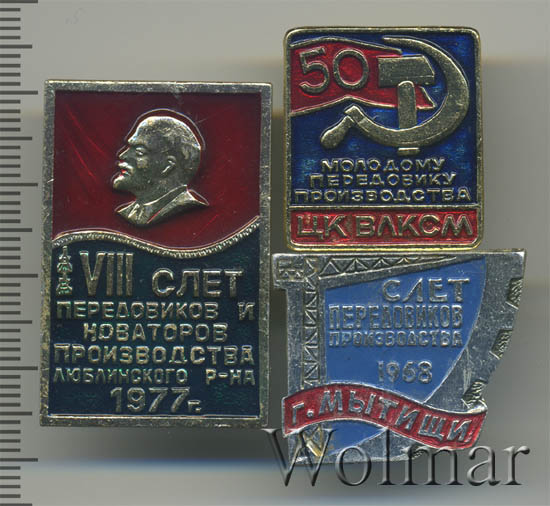 VIII СЛЕТ
ПЕРЕДОВИКОВ И
НОВАТОРОВ
ПРОИЗВОДСТВА
ЛЮБЛИНСКОГО Р-НА
1977г.
50
МОЛОДОМУ
ПЕРЕДОВИКУ
ПРОИЗВОДСТВА
ЦК ВЛКСМ
СЛЕТ
ПЕРЕДОВИКОВ
ПРОИЗВОДСТВА
1968
г. МЫТИЩИ
Wolmar